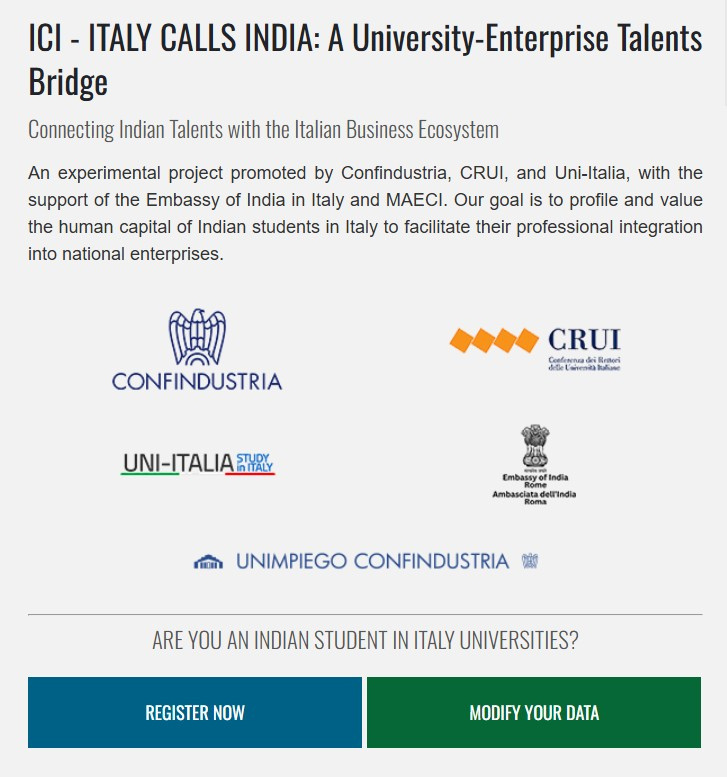 ICI - ITALY CALLS INDIA: A University-Enterprise Talents
Bridge
Connecting Indian Talents with the Italian Business Ecosystem
An experimental project promoted by Confindustria, CRUI, and Uni-Italia, with the
support of the Embassy of India in Italy and MAECI. Our goal is to profile and value
the human capital of Indian students in Italy to facilitate their professional integration
into national enterprises.
CONFINDUSTRIA
CRUI
Conferenza dei Rettori
delle Università Italiane
UNI-ITALIA STUDY
in ITALY
Embassy of India
Rome
Ambasciata dell'India
Roma
UNIMPIEGO CONFINDUSTRIA
ARE YOU AN INDIAN STUDENT IN ITALY UNIVERSITIES?
REGISTER NOW
MODIFY YOUR DATA